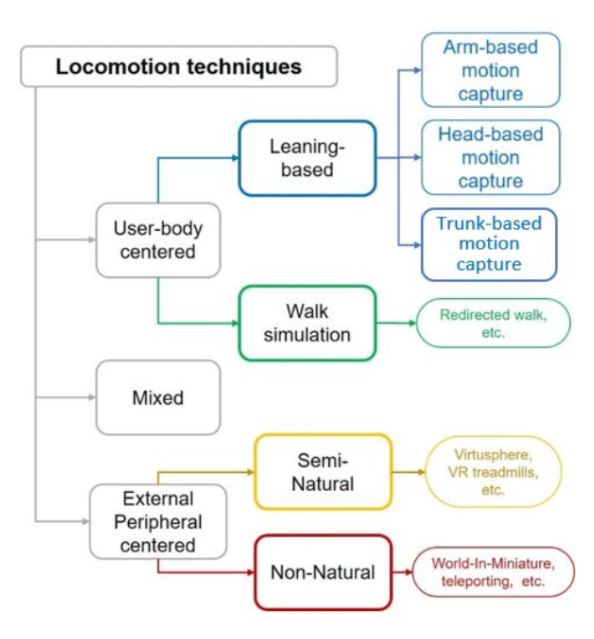 Locomotion techniques
Arm-based
motion
capture
Leaning-
based
Head-based
motion
capture
User-body
centered
Trunk-based
motion
capture
Walk
simulation
Redirected walk,
etc.
Mixed
Semi-
Natural
Virtusphere,
VR treadmills,
etc.
External
Peripheral
centered
Non-Natural
World-In-Miniature,
teleporting, etc.